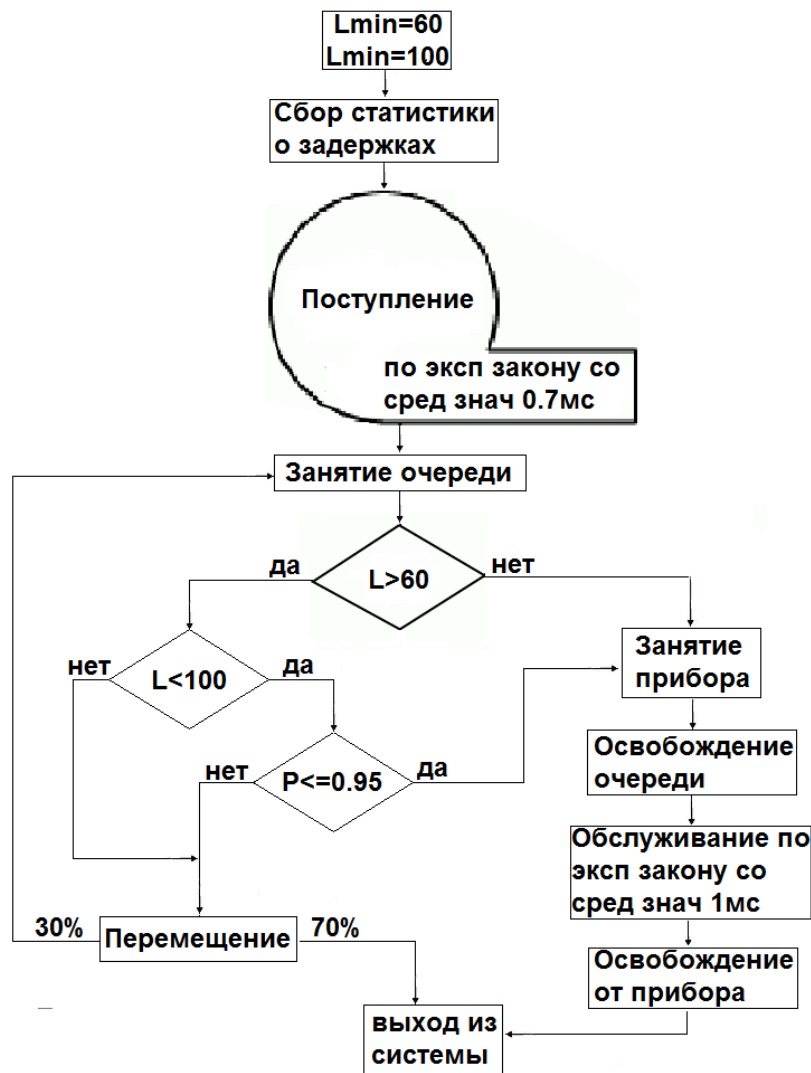 Lmin=60
Lmin=100
Сбор статистики
о задержках
Поступление
по эксп закону со
сред знач 0.7мс
Занятие очереди
L>60
да
нет
L<100
нет
да
Занятие
прибора
P<=0.95
нет
да
Освобождение
очереди
Обслуживание по
эксп закону со
сред знач 1мс
30%
Перемещение
70%
Освобождение
от прибора
выход из
системы